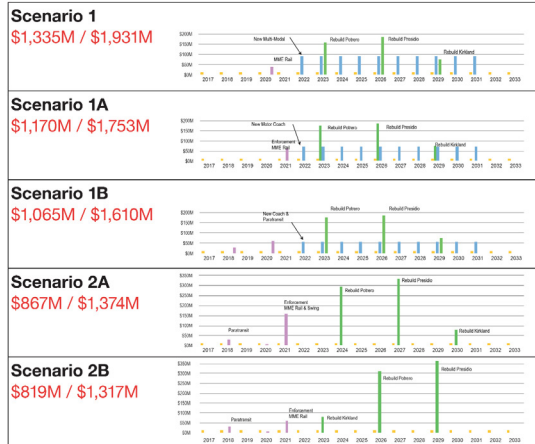 Scenario 1
$1,335M / $1,931M
$200M
$150M
$100M
$50M
$0M
New Multi-Modal
MME Rail
Rebuild Potrero
Rebuild Presidio
Rebuild Kirkland
2017 2018 2019 2020 2021 2022 2023 2024 2025 2026 2027 2028 2029 2030 2031 2032 2033
Scenario 1A
$1,170M / $1,753M
$200M
$150M
$100M
$50M
$0M
New Motor Coach
Enforcement
MME Rail
Rebuild Potrero
Rebuild Presidio
Rebuild Kirkland
2017 2018 2019 2020 2021 2022 2023 2024 2025 2026 2027 2028 2029 2030 2031 2032 2033
Scenario 1B
$1,065M / $1,610M
$200M
$150M
$100M
$50M
$0M
New Coach &
Paratransit
Rebuild Potrero
Rebuild Presidio
Rebuild Kirkland
2017 2018 2019 2020 2021 2022 2023 2024 2025 2026 2027 2028 2029 2030 2031 2032 2033
Scenario 2A
$867M / $1,374M
$350M
$300M
$250M
$200M
$150M
$100M
$50M
$0M
Paratransit
Enforcement
MME Rail & Swing
Rebuild Potrero
Rebuild Presidio
Rebuild Kirkland
2017 2018 2019 2020 2021 2022 2023 2024 2025 2026 2027 2028 2029 2030 2031 2032 2033
Scenario 2B
$819M / $1,317M
$350M
$300M
$250M
$200M
$150M
$100M
$50M
$0M
Paratransit
Enforcement
MME Rail
Rebuild Kirkland
Rebuild Potrero
Rebuild Presidio
2017 2018 2019 2020 2021 2022 2023 2024 2025 2026 2027 2028 2029 2030 2031 2032 2033